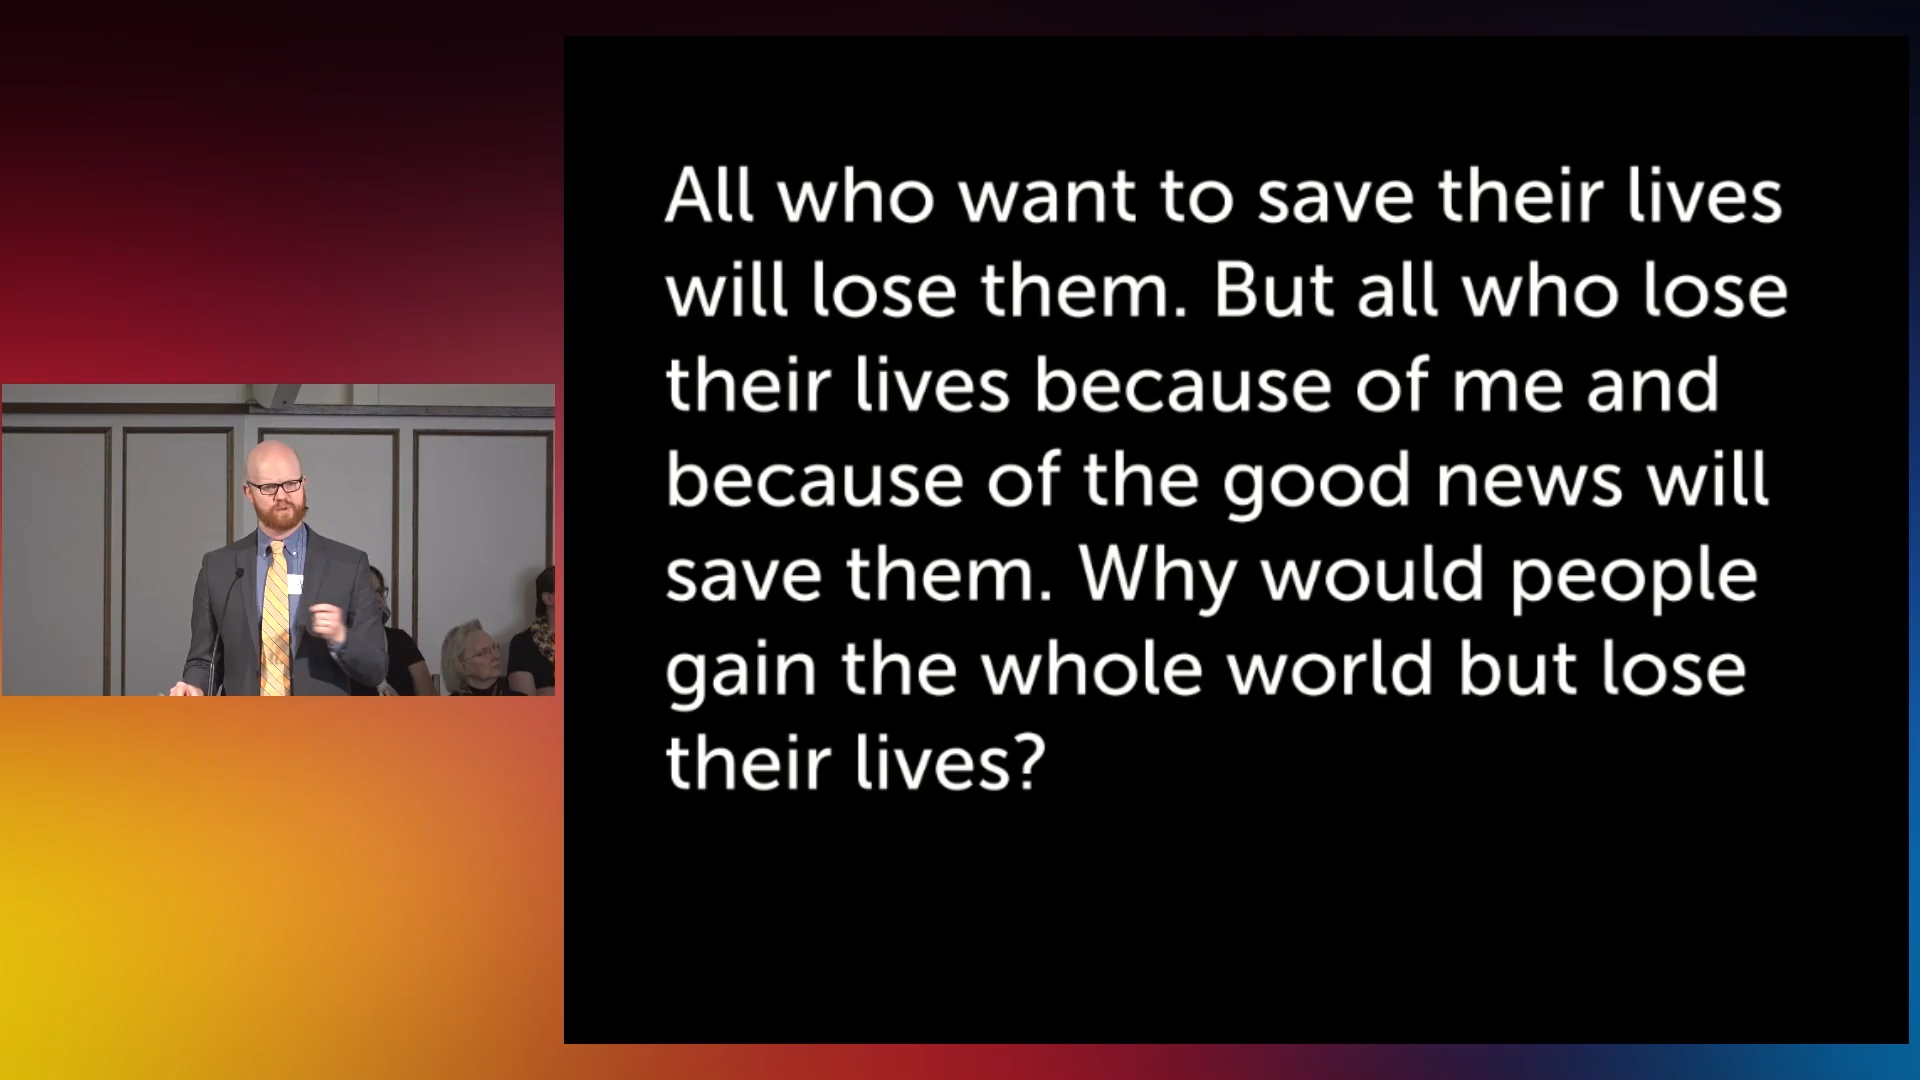 All who want to save their lives
will lose them. But all who lose
their lives because of me and
because of the good news will
save them. Why would people
gain the whole world but lose
their lives?